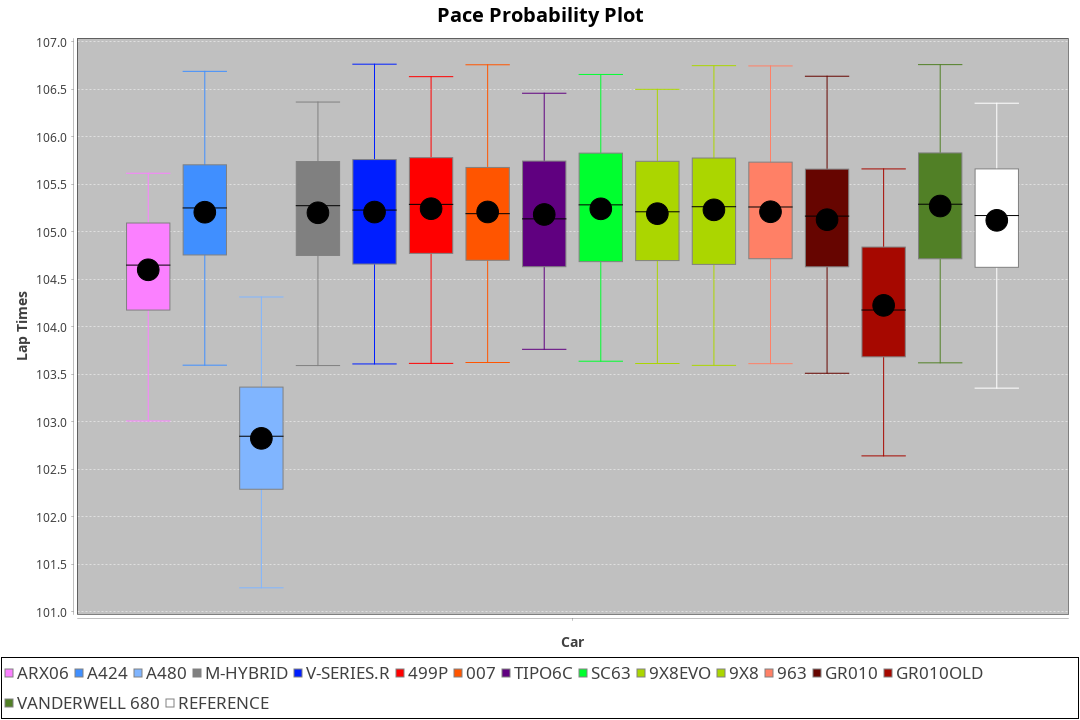 Pace Probability Plot
107.0
106.5
106.0
105.5
105.0
104.5
104.0
103.5
103.0
102.5
102.0
101.5
101.0
Lap Times
Car
ARX06 A424 A480 M-HYBRID V-SERIES.R 499P 007 TIPO6C SC63 9X8EVO 9X8 963 GR010 GR010OLD
VANDERWELL 680 REFERENCE